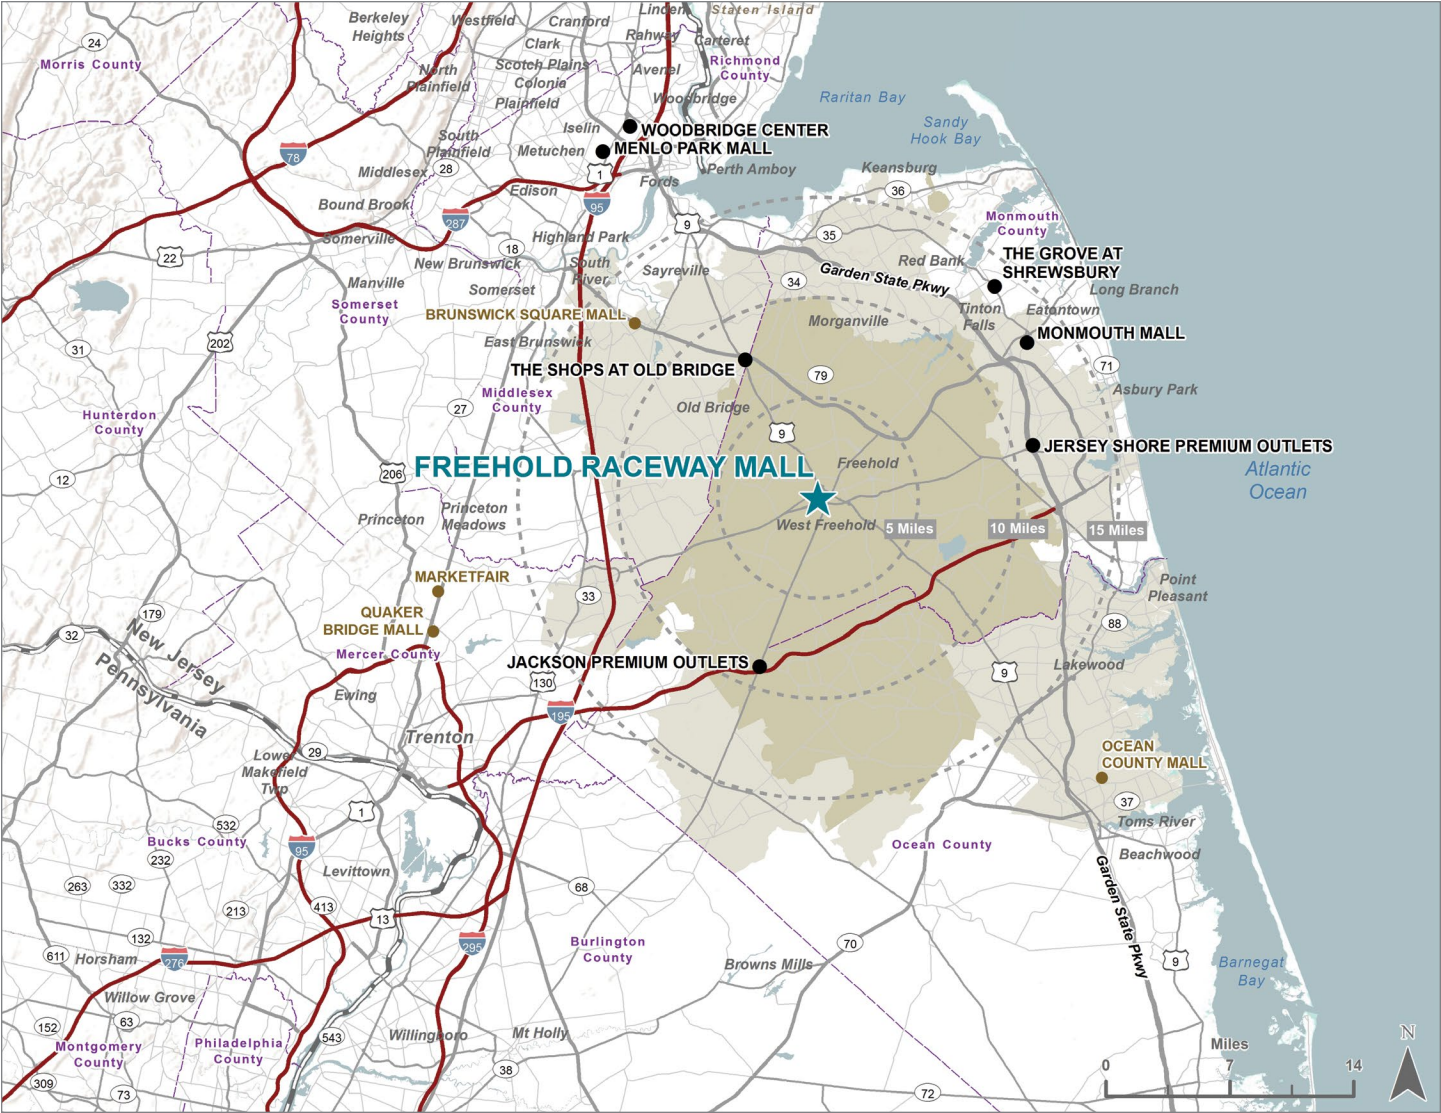 Berkeley
Heights
Westfield
Cranford
Linden
Staten Island
24
Clark
Rahway
Carteret
Morris County
Scotch Plains
Avenel
Richmond
County
North
Plainfield
Colonia
Plainfield
Woodbridge
Raritan Bay
Sandy
Hook Bay
Iselin
WOODBRIDGE CENTER
MENLO PARK MALL
South
Plainfield
Metuchen
78
28
Middlesex
1
Perth Amboy
Keansburg
Fords
Edison
36
Bound Brook
95
287
9
Monmouth
County
Somerville
18
Highland Park
35
22
New Brunswick
South
River
Sayreville
Red Bank
THE GROVE AT
SHREWSBURY
Garden State Pkwy
34
Manville
Somerset
Long Branch
Somerset
County
BRUNSWICK SQUARE MALL
Morganville
Tinton
Falls
Eatontown
MONMOUTH MALL
202
31
East Brunswick
THE SHOPS AT OLD BRIDGE
79
71
Asbury Park
Middlesex
County
Hunterdon
County
27
Old Bridge
9
JERSEY SHORE PREMIUM OUTLETS
FREEHOLD RACEWAY MALL
Freehold
Atlantic
Ocean
206
12
Princeton
Princeton
Meadows
West Freehold
5 Miles
10 Miles
15 Miles
MARKETFAIR
33
Point
Pleasant
179
QUAKER
BRIDGE MALL
88
32
New Jersey
Pennsylvania
Mercer County
JACKSON PREMIUM OUTLETS
Lakewood
9
130
Ewing
195
Trenton
29
Lower
Makefield
Twp
OCEAN
COUNTY MALL
1
37
Toms River
532
Bucks County
95
Ocean County
Beachwood
232
Levittown
263
332
68
213
413
13
Garden State Pkwy
132
295
Burlington
County
70
611
Horsham
276
Browns Mills
9
Barnegat
Bay
Willow Grove
63
152
543
Willingboro
Mt Holly
Montgomery
County
Philadelphia
County
Miles
N
0
7
14
38
309
73
72